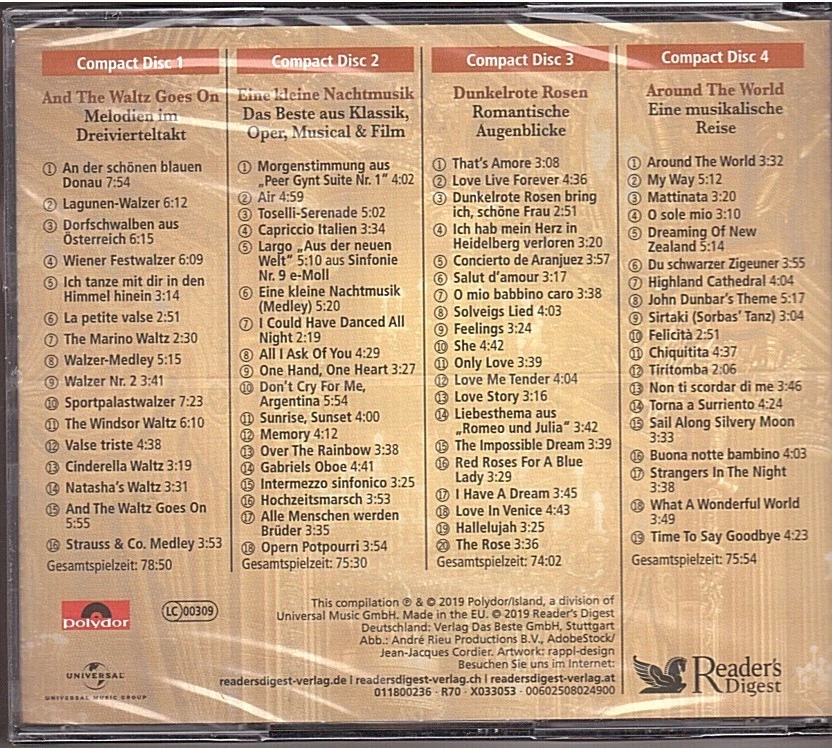 Compact Disc 1
And The Waltz Goes On
Melodien im
Dreivierteltakt
① An der schönen blauen
Donau 7:54
② Lagunen-Walzer 6:12
③ Dorfschwalben aus
Österreich 6:15
④ Wiener Festwalzer 6:09
⑤ Ich tanze mit dir in den
Himmel hinein 3:14
⑥ La petite valse 2:51
⑦ The Marino Waltz 2:30
⑧ Walzer-Medley 5:15
⑨ Walzer Nr. 2 3:41
⑩ Sportpalastwalzer 7:23
⑪ The Windsor Waltz 6:10
⑫ Valse triste 4:38
⑬ Cinderella Waltz 3:19
⑭ Natasha's Waltz 3:31
⑮ And The Waltz Goes On
5:55
⑯ Strauss & Co. Medley 3:53
Gesamtspielzeit: 78:50
Compact Disc 2
Eine kleine Nachtmusik
Das Beste aus Klassik,
Oper, Musical & Film
① Morgenstimmung aus
„Peer Gynt Suite Nr. 1" 4:02
② Air 4:59
③ Toselli-Serenade 5:02
④ Capriccio Italien 3:34
⑤ Largo „Aus der neuen
Welt" 5:10 aus Sinfonie
Nr. 9 e-Moll
⑥ Eine kleine Nachtmusik
(Medley) 5:20
⑦ I Could Have Danced All
Night 2:19
⑧ All I Ask Of You 4:29
⑨ One Hand, One Heart 3:27
⑩ Don't Cry For Me,
Argentina 5:54
⑪ Sunrise, Sunset 4:00
⑫ Memory 4:12
⑬ Over The Rainbow 3:38
⑭ Gabriels Oboe 4:41
⑮ Intermezzo sinfonico 3:25
⑯ Hochzeitsmarsch 3:53
⑰ Alle Menschen werden
Brüder 3:35
⑱ Opern Potpourri 3:54
Gesamtspielzeit: 75:30
Compact Disc 3
Dunkelrote Rosen
Romantische
Augenblicke
① That's Amore 3:08
② Love Live Forever 4:36
③ Dunkelrote Rosen bring
ich, schöne Frau 2:51
④ Ich hab mein Herz in
Heidelberg verloren 3:20
⑤ Concierto de Aranjuez 3:57
⑥ Salut d'amour 3:17
⑦ O mio babbino caro 3:38
⑧ Solveigs Lied 4:03
⑨ Feelings 3:24
⑩ She 4:42
⑪ Only Love 3:39
⑫ Love Me Tender 4:04
⑬ Love Story 3:16
⑭ Liebesthema aus
„Romeo und Julia" 3:42
⑮ The Impossible Dream 3:39
⑯ Red Roses For A Blue
Lady 3:29
⑰ I Have A Dream 3:45
⑱ Love In Venice 4:43
⑲ Hallelujah 3:25
⑳ The Rose 3:36
Gesamtspielzeit: 74:02
Compact Disc 4
Around The World
Eine musikalische
Reise
① Around The World 3:32
② My Way 5:12
③ Mattinata 3:20
④ O sole mio 3:10
⑤ Dreaming Of New
Zealand 5:14
⑥ Du schwarzer Zigeuner 3:55
⑦ Highland Cathedral 4:04
⑧ John Dunbar's Theme 5:17
⑨ Sirtaki (Sorbas' Tanz) 3:04
⑩ Felicità 2:51
⑪ Chiquitita 4:37
⑫ Tiritomba 2:06
⑬ Non ti scordar di me 3:46
⑭ Torna a Surriento 4:24
⑮ Sail Along Silvery Moon
3:33
⑯ Buona notte bambino 4:03
⑰ Strangers In The Night
3:38
⑱ What A Wonderful World
3:49
⑲ Time To Say Goodbye 4:23
Gesamtspielzeit: 75:54
polydor
LC 00309
UNIVERSAL
UNIVERSAL MUSIC GROUP
This compilation ℗ & © 2019 Polydor/Island, a division of
Universal Music GmbH. Made in the EU. © 2019 Reader's Digest
Deutschland: Verlag Das Beste GmbH, Stuttgart
Abb.: André Rieu Productions B.V., AdobeStock/
Jean-Jacques Cordier. Artwork: rappl-design
Besuchen Sie uns im Internet:
readersdigest-verlag.de I readersdigest-verlag.ch I readersdigest-verlag.at
011800236 · R70 · X033053 · 00602508024900
Reader's
Digest